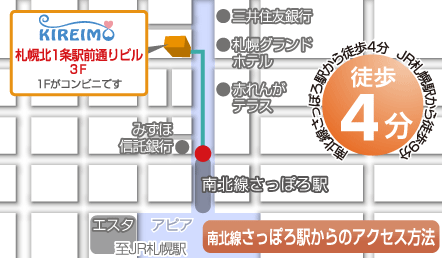 KIREIMO
札幌北1条駅前通りビル
3F
1Fがコンビニです
三井住友銀行
札幌グランド
ホテル
赤れんが
テラス
みずほ
信託銀行
南北線さっぽろ駅から徒歩4分 JR札幌駅から徒歩9分
徒歩
4分
南北線さっぽろ駅
エスタ
アピア
至JR札幌駅
南北線さっぽろ駅からのアクセス方法